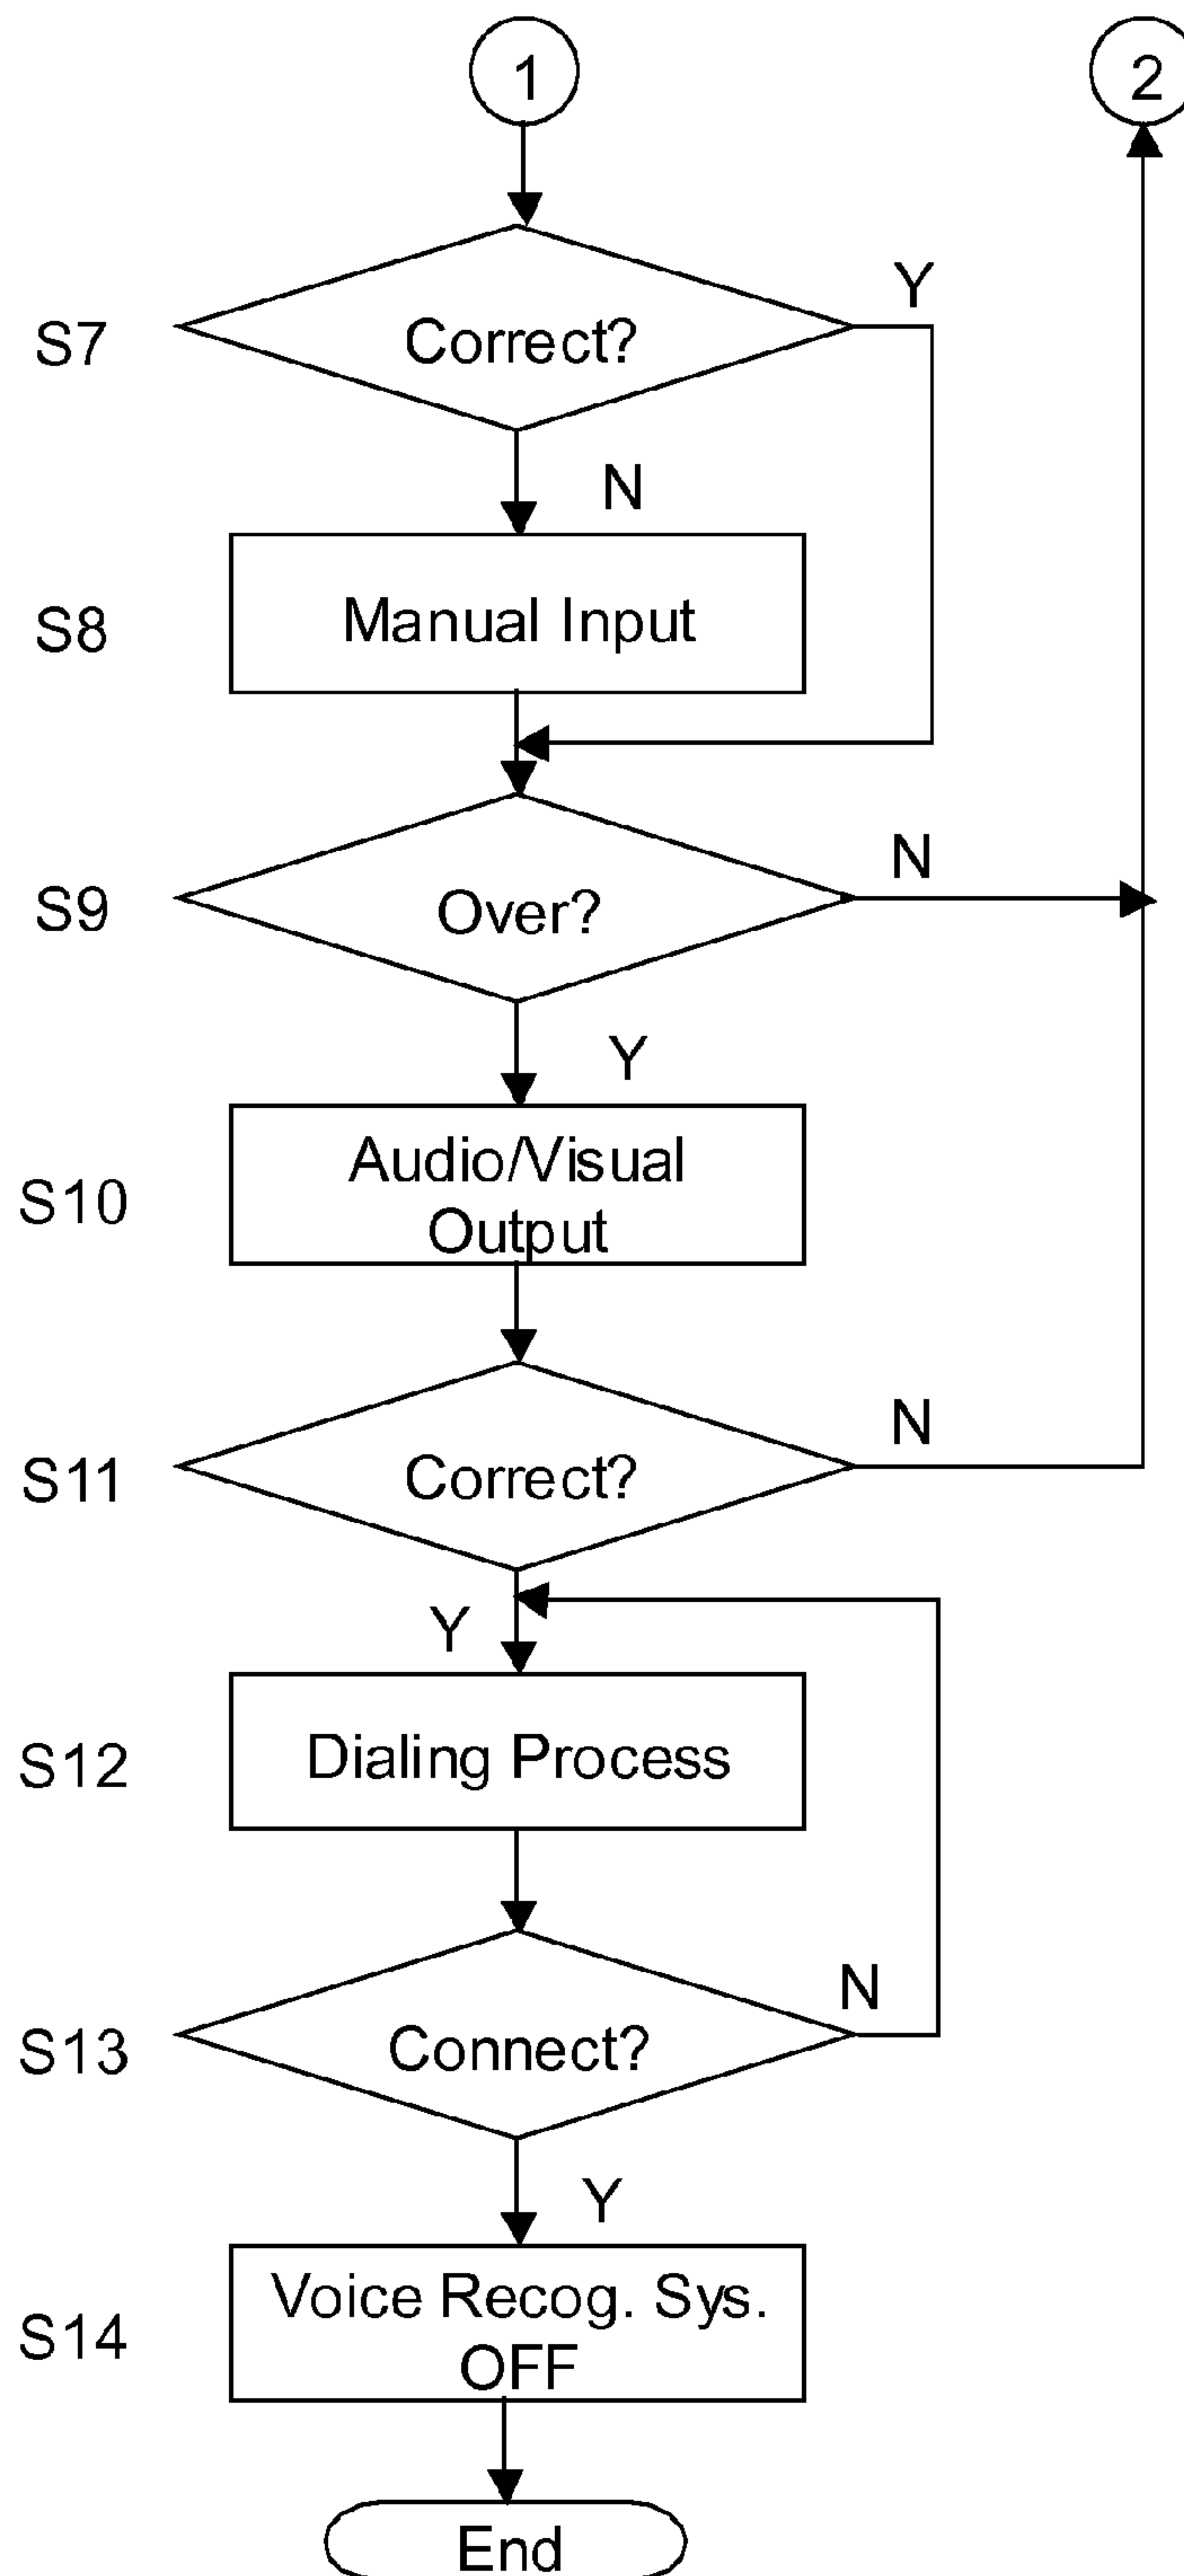 1
2
Y
S7
Correct?
N
S8
Manual Input
N
S9
Over?
Y
S10
Audio/Visual
Output
N
S11
Correct?
Y
S12
Dialing Process
N
S13
Connect?
Y
S14
Voice Recog. Sys.
OFF
End